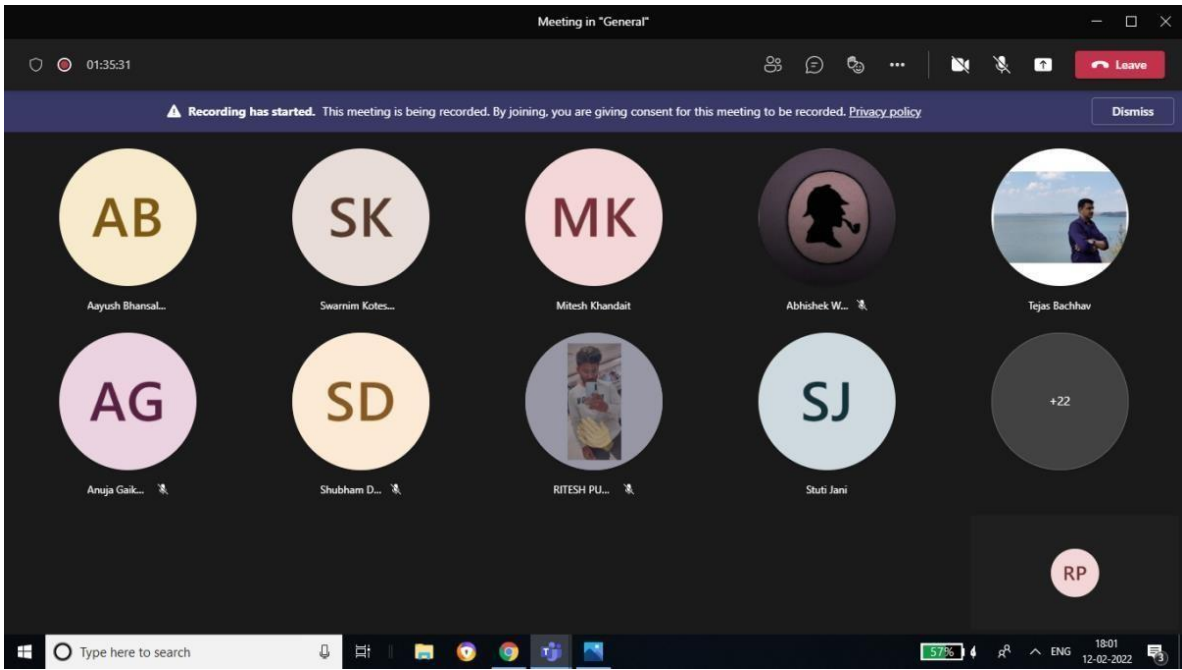 Meeting in "General"
01:35:31
Leave
Recording has started. This meeting is being recorded. By joining, you are giving consent for this meeting to be recorded. Privacy policy
Dismiss
AB
SK
MK
Aayush Bhansal...
Swarnim Kotes...
Mitesh Khandait
Abhishek W...
Tejas Bachhav
AG
SD
SJ
+22
Anuja Gaik...
Shubham D...
RITESH PU...
Stuti Jani
RP
Type here to search
57%
ENG
18:01
12-02-2022
3